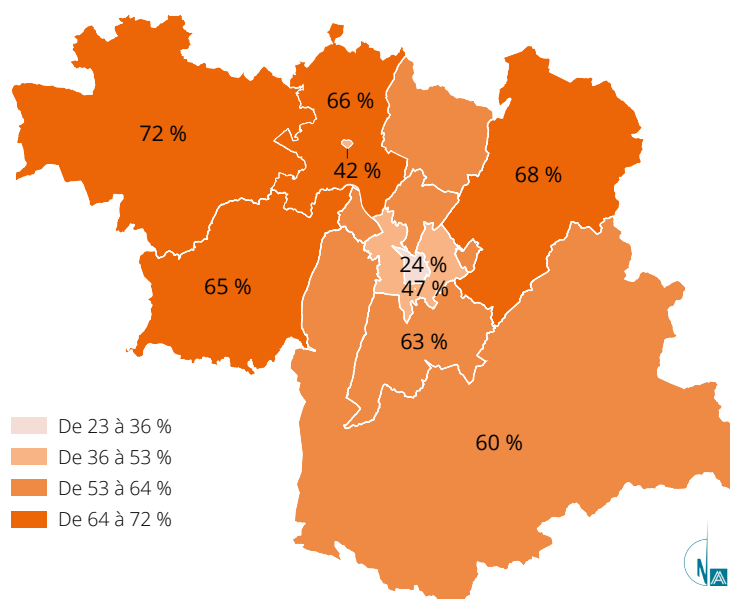 66 %
72 %
42 %
68 %
24 %
65 %
47 %
63 %
De 23 à 36 %
De 36 à 53 %
60 %
De 53 à 64 %
De 64 à 72 %
N